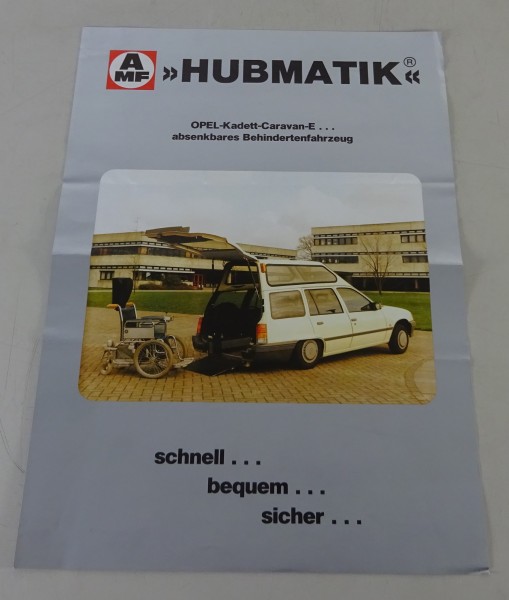 AMF
»HUBMATIK®«
OPEL-Kadett-Caravan-E . . .
absenkbares Behindertenfahrzeug
schnell . . .
bequem . . .
sicher . . .